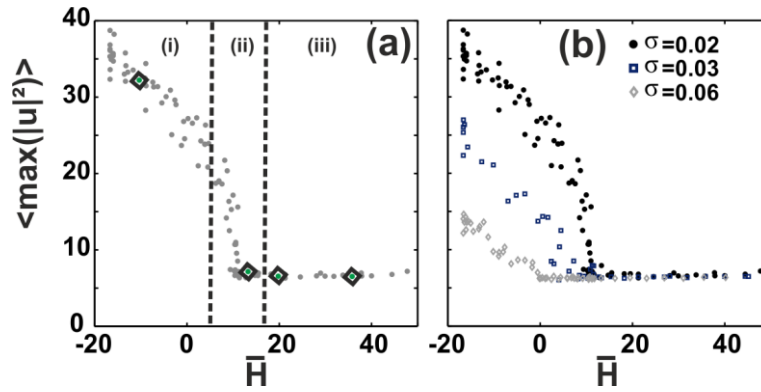 <max(|u|²)>
40
30
20
10
0
(i) (ii) (iii) (a)
-20 0 20 40
H̅
(b)
σ=0.02
σ=0.03
σ=0.06
-20 0 20 40
H̅